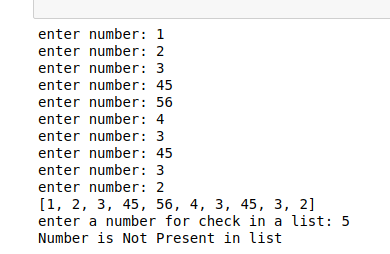 enter number: 1
enter number: 2
enter number: 3
enter number: 45
enter number: 56
enter number: 4
enter number: 3
enter number: 45
enter number: 3
enter number: 2
[1, 2, 3, 45, 56, 4, 3, 45, 3, 2]
enter a number for check in a list: 5
Number is Not Present in list